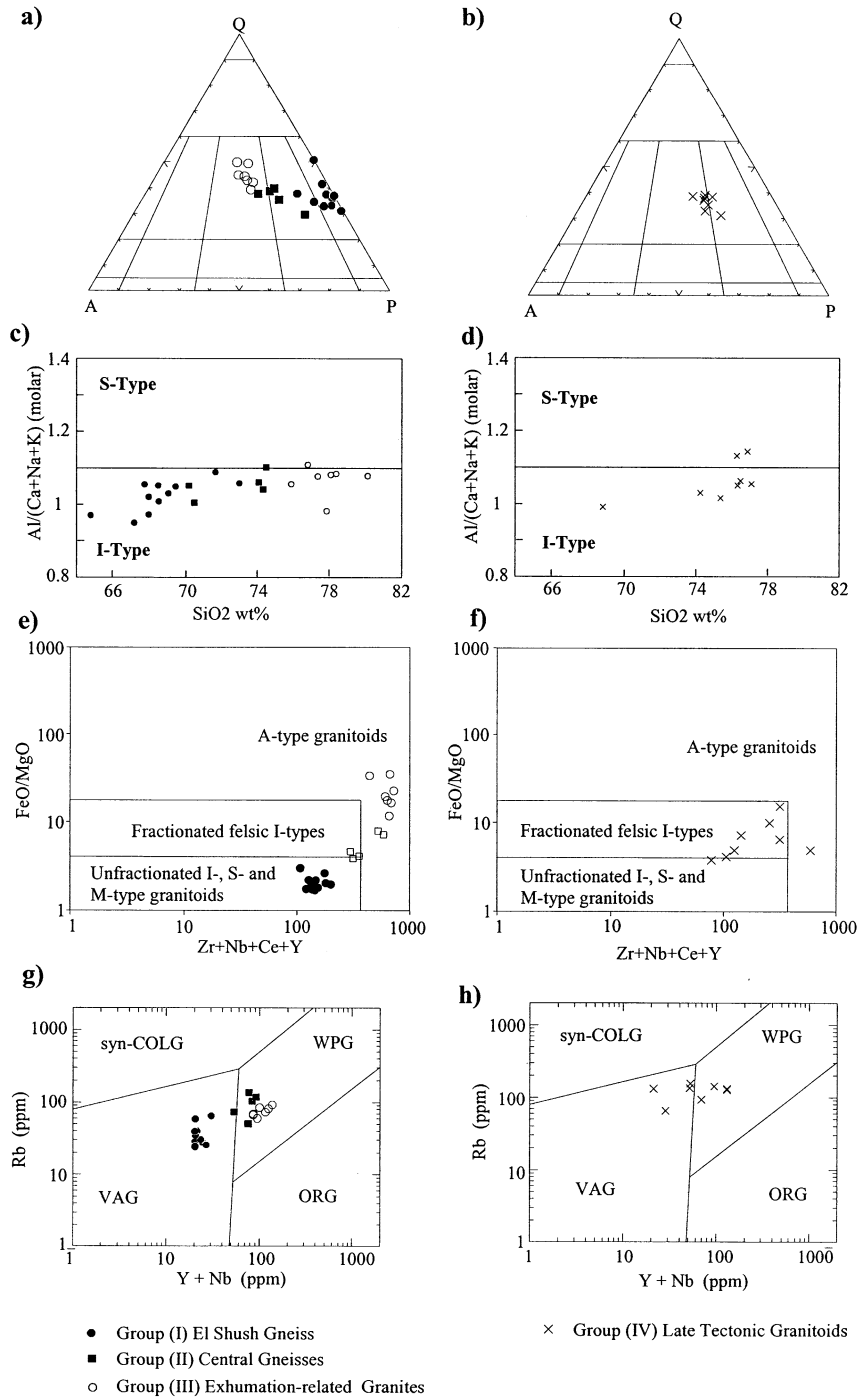 a)
Q
A
P
b)
Q
A
P
c)
1.4
1.2
1
0.8
Al/(Ca+Na+K) (molar)
S-Type
I-Type
66
70
74
78
82
SiO2 wt%
d)
1.4
1.2
1
0.8
Al/(Ca+Na+K) (molar)
S-Type
I-Type
66
70
74
78
82
SiO2 wt%
e)
1000
100
10
1
FeO/MgO
A-type granitoids
Fractionated felsic I-types
Unfractionated I-, S- and
M-type granitoids
1
10
100
1000
Zr+Nb+Ce+Y
f)
1000
100
10
1
FeO/MgO
A-type granitoids
Fractionated felsic I-types
Unfractionated I-, S- and
M-type granitoids
1
10
100
1000
Zr+Nb+Ce+Y
g)
1000
100
10
1
Rb (ppm)
syn-COLG
WPG
VAG
ORG
1
10
100
1000
Y + Nb (ppm)
h)
1000
100
10
1
Rb (ppm)
syn-COLG
WPG
VAG
ORG
1
10
100
1000
Y + Nb (ppm)
Group (I) El Shush Gneiss
Group (II) Central Gneisses
Group (III) Exhumation-related Granites
Group (IV) Late Tectonic Granitoids